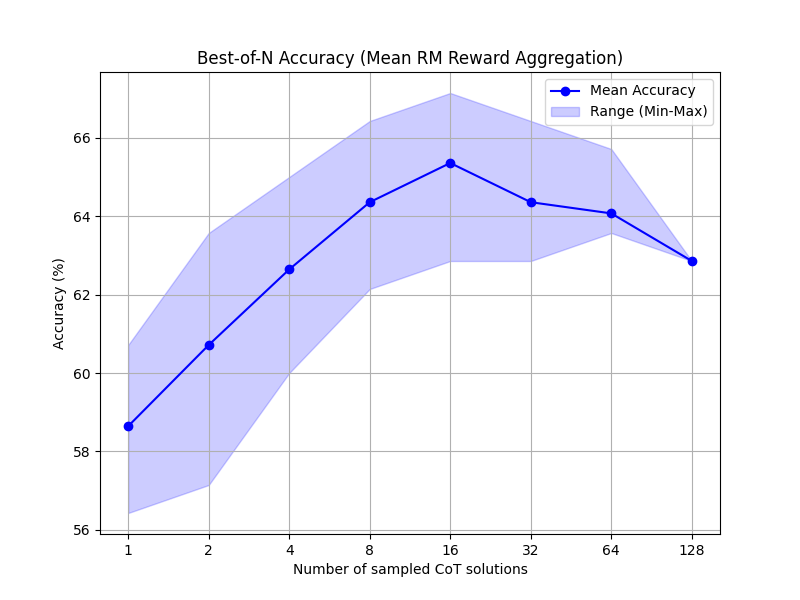 Best-of-N Accuracy (Mean RM Reward Aggregation)
Mean Accuracy
Range (Min-Max)
Accuracy (%)
66
64
62
60
58
56
1 2 4 8 16 32 64 128
Number of sampled CoT solutions